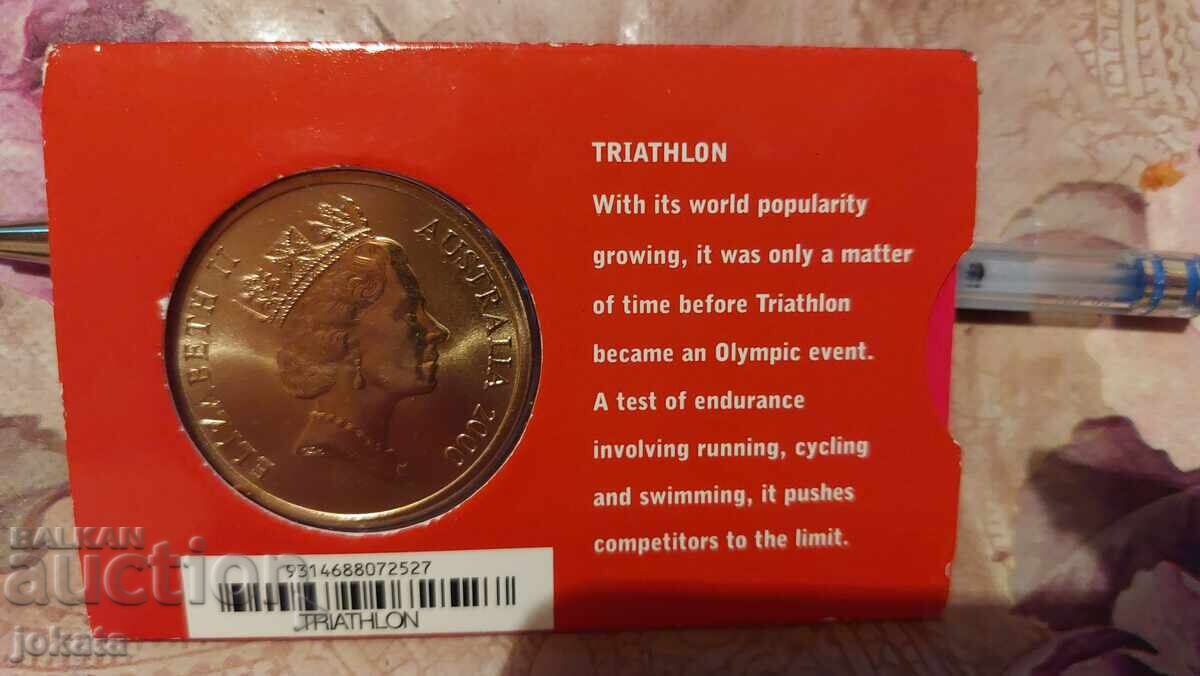 ELIZABETH II
AUSTRALIA 2000
TRIATHLON
With its world popularity
growing, it was only a matter
of time before Triathlon
became an Olympic event.
A test of endurance
involving running, cycling
and swimming, it pushes
competitors to the limit.
9314688072527
TRIATHLON
BALKAN
auction
jokata